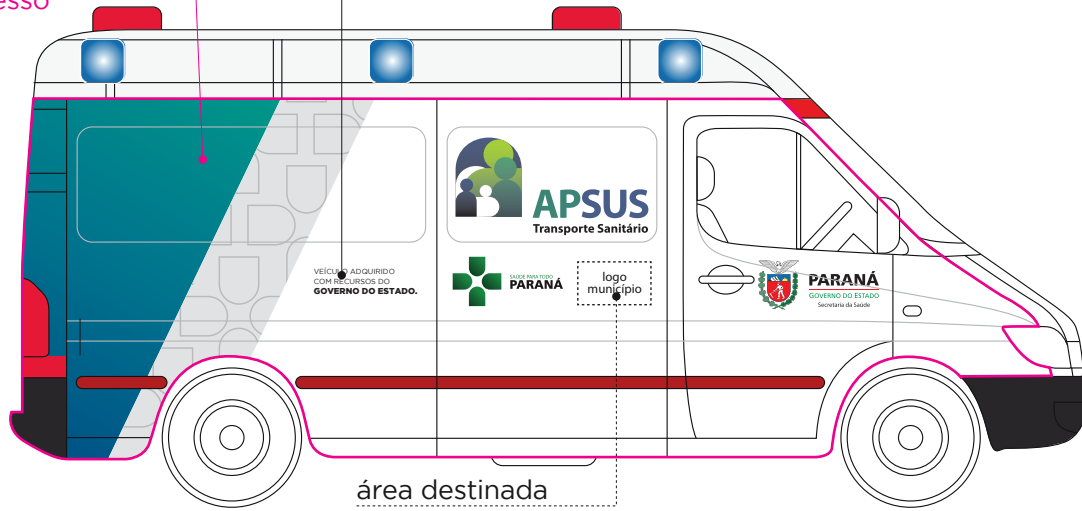 esso
APSUS
Transporte Sanitário
VEÍCULO ADQUIRIDO
COM RECURSOS DO
GOVERNO DO ESTADO.
SAÚDE PARA TODO
PARANÁ
logo
município
PARANÁ
GOVERNO DO ESTADO
Secretaria da Saúde
área destinada